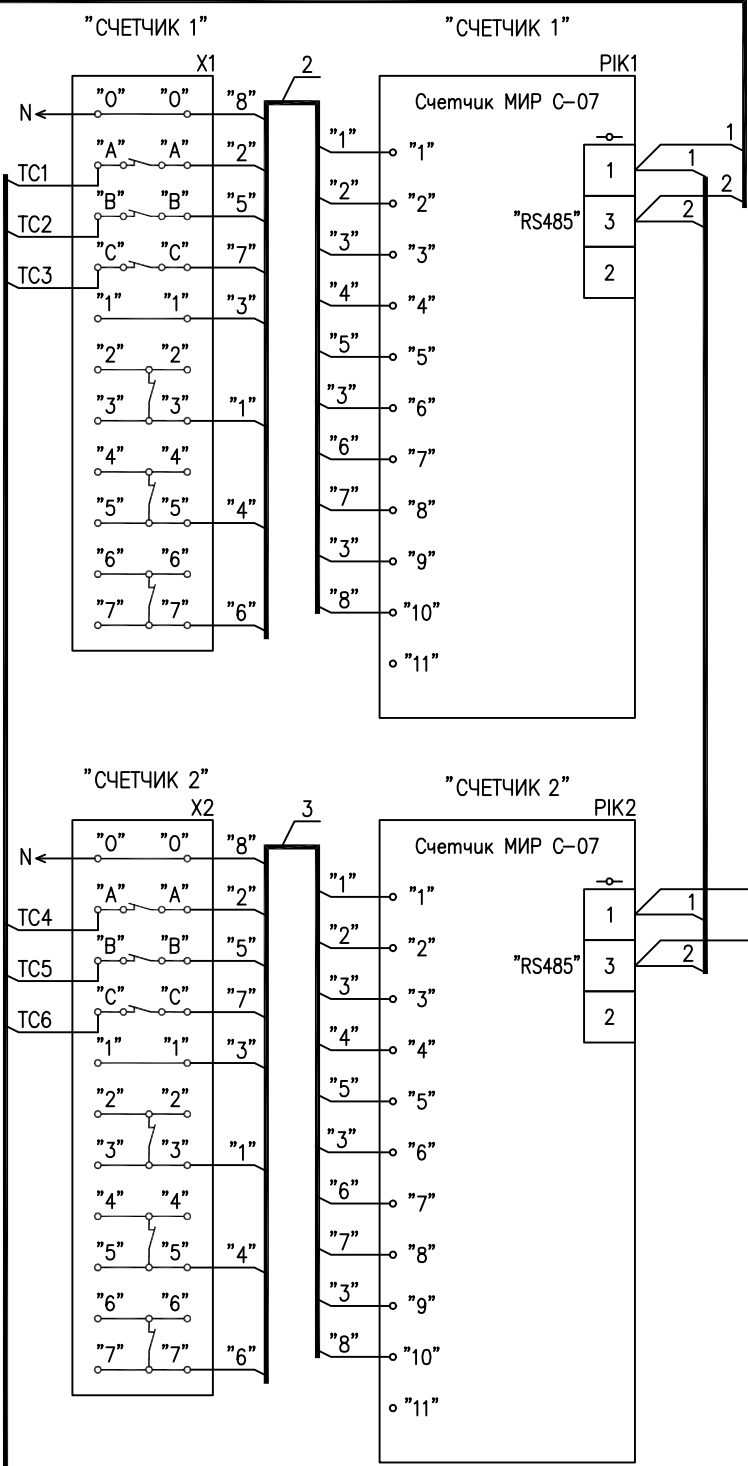 "СЧЕТЧИК 1"
"СЧЕТЧИК 1"
X1
2
PIK1
N
"0" "0" "8"
Счетчик МИР С-07
TC1
"A" "A" "2"
"1" "1"
1
1
1
TC2
"B" "B" "5"
"2" "2"
"RS485" 3
2
2
TC3
"C" "C" "7"
"3" "3"
2
"1" "1" "3"
"4" "4"
"2" "2"
"5" "5"
"3" "3" "1"
"3" "6"
"4" "4"
"6" "7"
"5" "5" "4"
"7" "8"
"6" "6"
"3" "9"
"7" "7" "6"
"8" "10"
"11"
"СЧЕТЧИК 2"
"СЧЕТЧИК 2"
X2
3
PIK2
N
"0" "0" "8"
Счетчик МИР С-07
TC4
"A" "A" "2"
"1" "1"
1
1
TC5
"B" "B" "5"
"2" "2"
"RS485" 3
2
TC6
"C" "C" "7"
"3" "3"
2
"1" "1" "3"
"4" "4"
"2" "2"
"5" "5"
"3" "3" "1"
"3" "6"
"4" "4"
"6" "7"
"5" "5" "4"
"7" "8"
"6" "6"
"3" "9"
"7" "7" "6"
"8" "10"
"11"